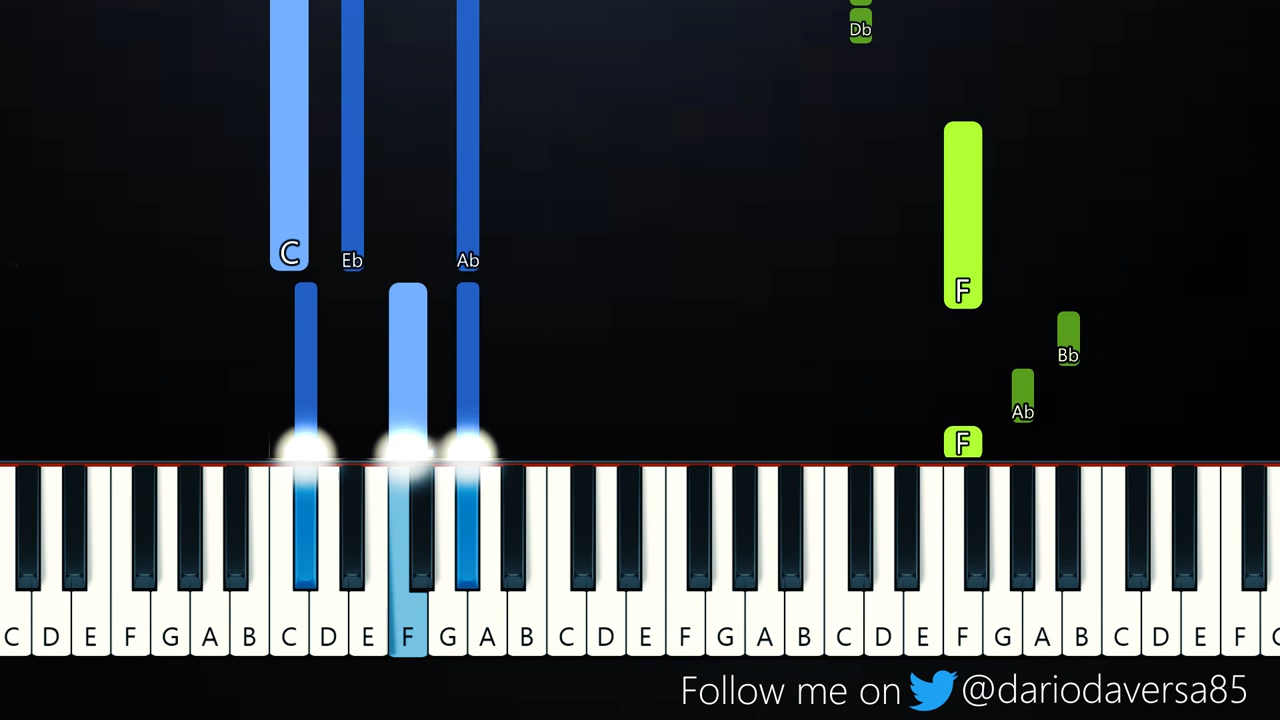 Db
C Eb Ab
F
Bb
Ab
F
C D E F G A B C D E F G A B C D E F G A B C D E F G A B C D E F C
Follow me on @dariodaversa85